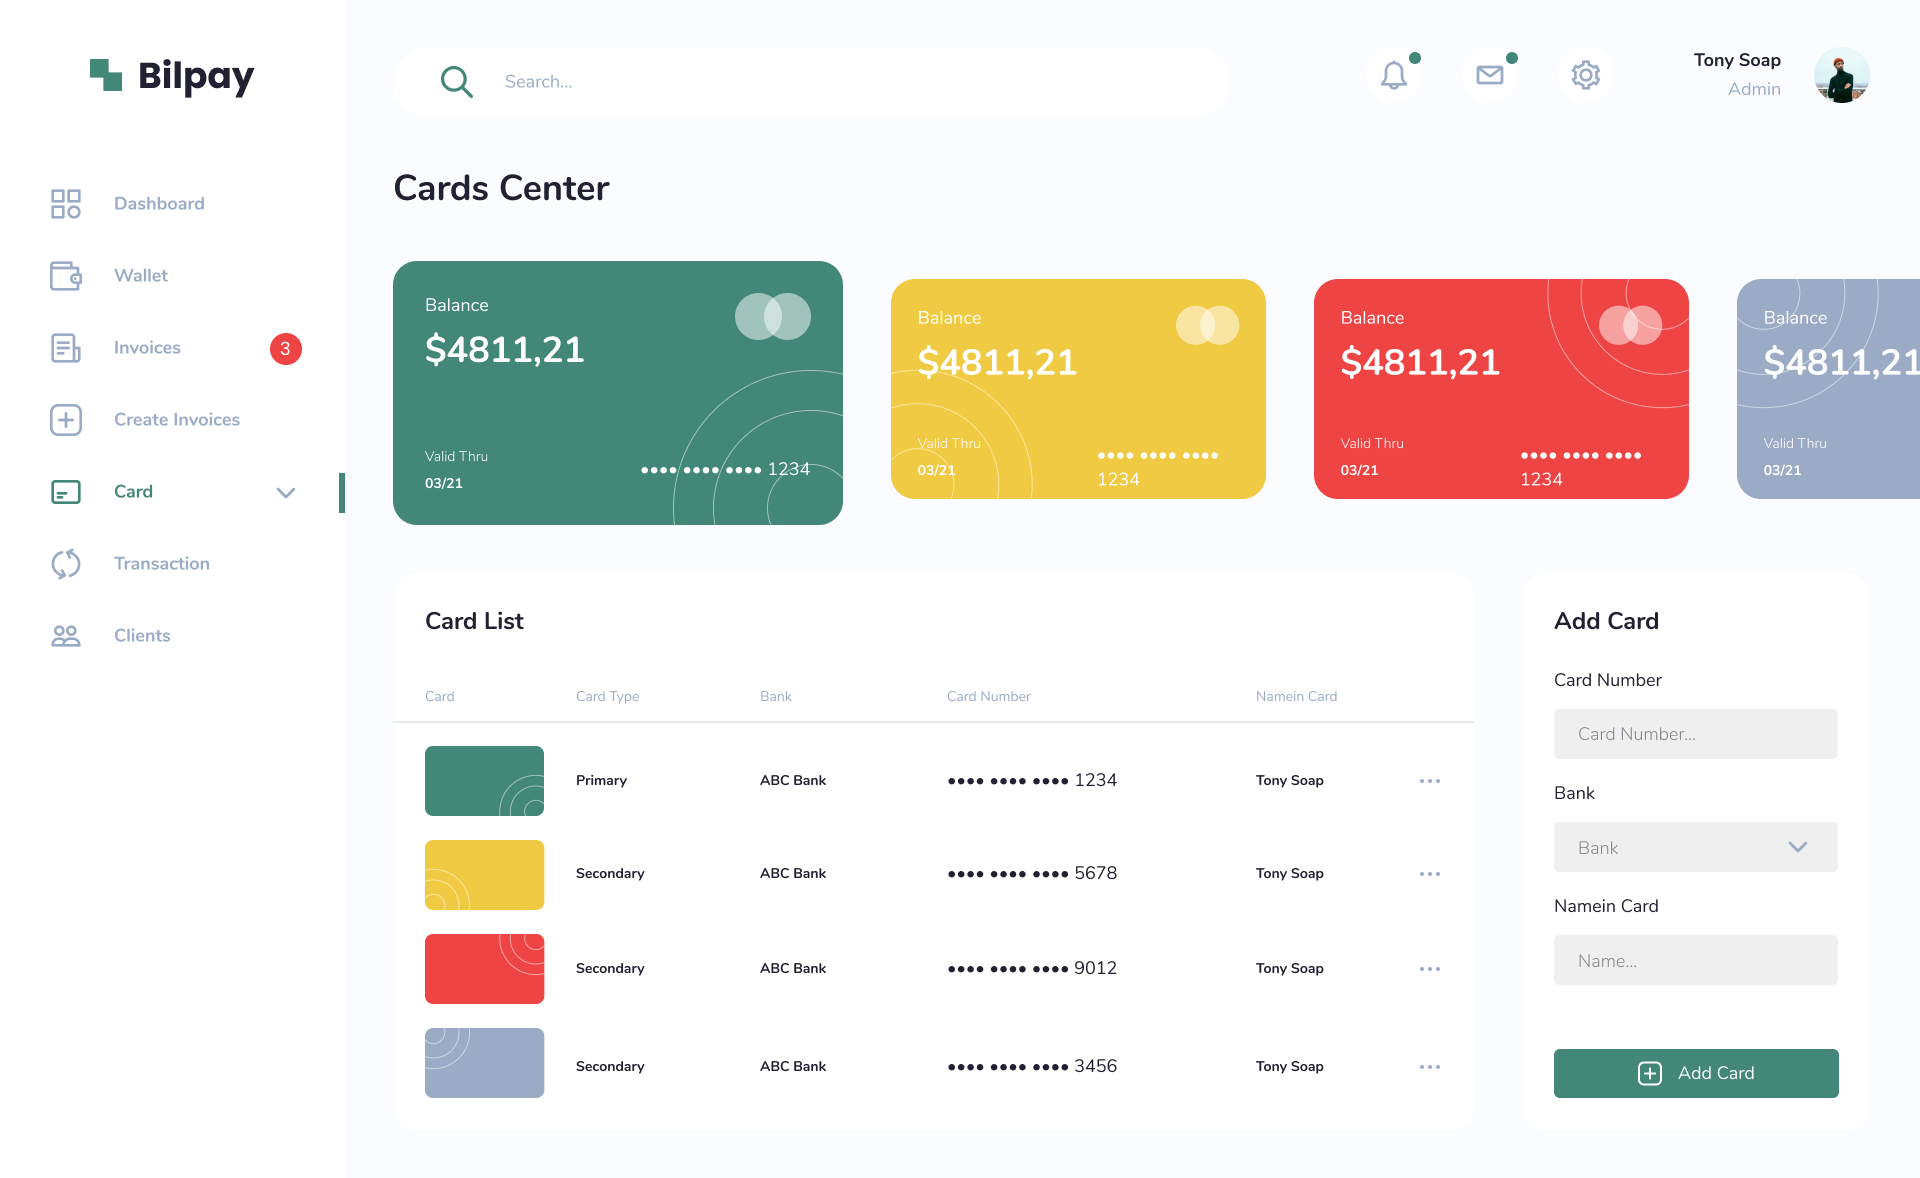 Bilpay
Search...
Tony Soap
Admin
Dashboard
Wallet
Invoices
3
Create Invoices
Card
Transaction
Clients
Cards Center
Balance
$4811,21
Valid Thru
03/21
•••• •••• •••• 1234
Balance
$4811,21
Valid Thru
03/21
•••• •••• ••••
1234
Balance
$4811,21
Valid Thru
03/21
•••• •••• ••••
1234
Balance
$4811,21
Valid Thru
03/21
Card List
Card Card Type Bank Card Number Namein Card
Primary ABC Bank •••• •••• •••• 1234 Tony Soap
Secondary ABC Bank •••• •••• •••• 5678 Tony Soap
Secondary ABC Bank •••• •••• •••• 9012 Tony Soap
Secondary ABC Bank •••• •••• •••• 3456 Tony Soap
Add Card
Card Number
Card Number...
Bank
Bank
Namein Card
Name...
Add Card